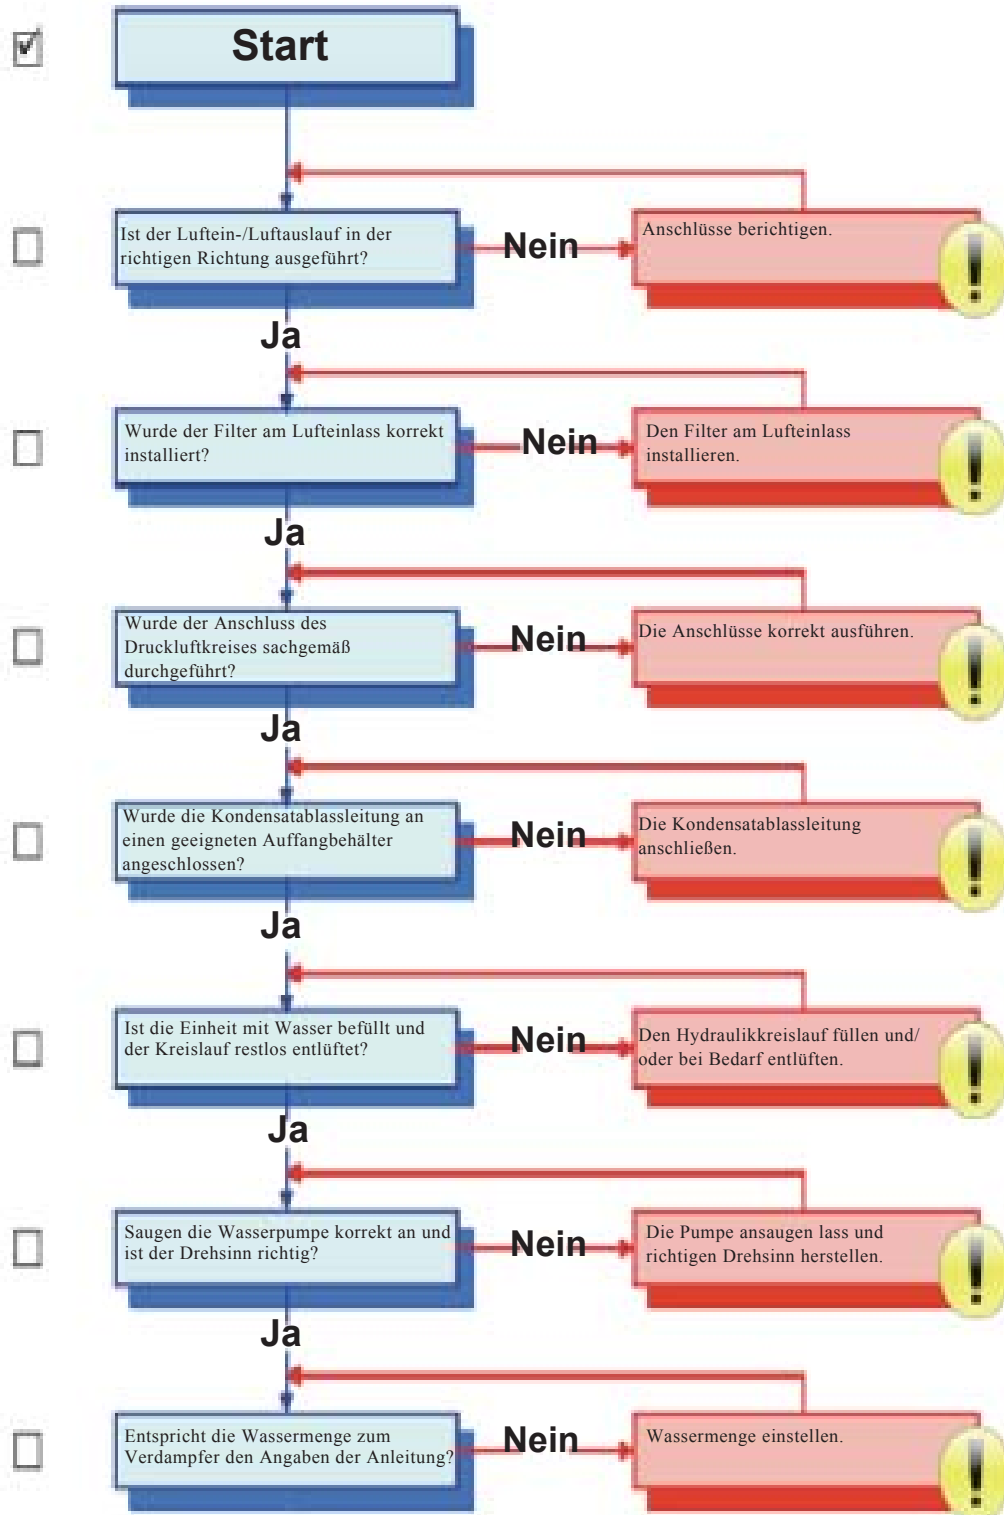 Start
Ist der Luftein-/Luftauslauf in der
richtigen Richtung ausgeführt?
Nein
Anschlüsse berichtigen.
Ja
Wurde der Filter am Lufteinlass korrekt
installiert?
Nein
Den Filter am Lufteinlass
installieren.
Ja
Wurde der Anschluss des
Druckluftkreises sachgemäß
durchgeführt?
Nein
Die Anschlüsse korrekt ausführen.
Ja
Wurde die Kondensatablassleitung an
einen geeigneten Auffangbehälter
angeschlossen?
Nein
Die Kondensatablassleitung
anschließen.
Ja
Ist die Einheit mit Wasser befüllt und
der Kreislauf restlos entlüftet?
Nein
Den Hydraulikkreislauf füllen und/
oder bei Bedarf entlüften.
Ja
Saugen die Wasserpumpe korrekt an und
ist der Drehsinn richtig?
Nein
Die Pumpe ansaugen lass und
richtigen Drehsinn herstellen.
Ja
Entspricht die Wassermenge zum
Verdampfer den Angaben der Anleitung?
Nein
Wassermenge einstellen.